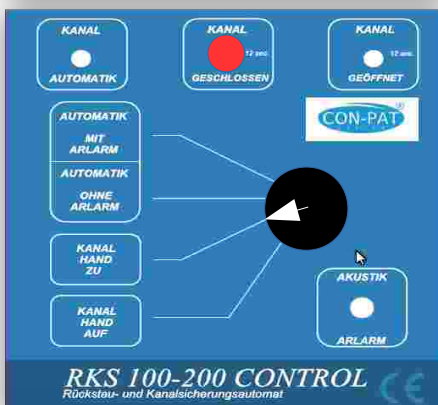 KANAL
AUTOMATIK
KANAL
12 sec.
GESCHLOSSEN
KANAL
12 sec.
GEÖFFNET
CON-PAT
AUTOMATIK
MIT
ARLARM
AUTOMATIK
OHNE
ARLARM
KANAL
HAND
ZU
KANAL
HAND
AUF
AKUSTIK
ARLARM
RKS 100-200 CONTROL
Rückstau- und Kanalsicherungsautomat
CE